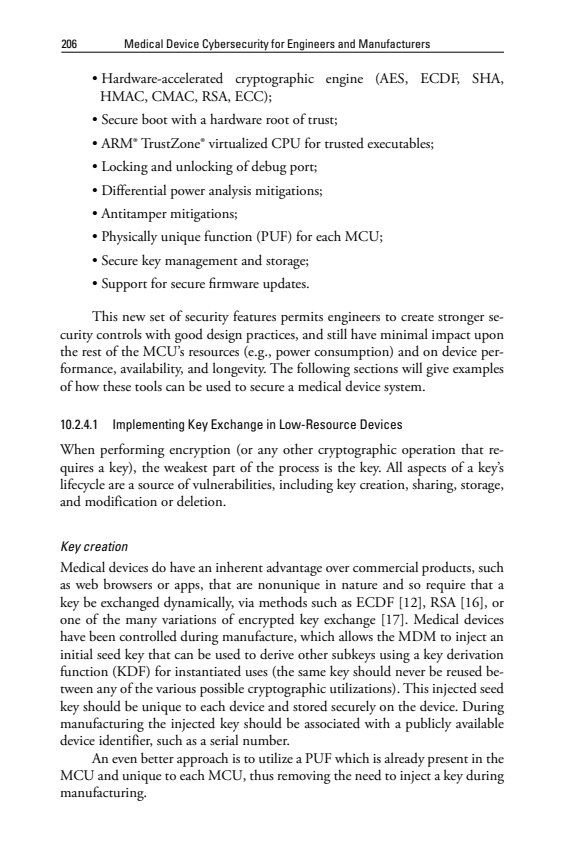 206 Medical Device Cybersecurity for Engineers and Manufacturers
• Hardware-accelerated cryptographic engine (AES, ECDF, SHA,
HMAC, CMAC, RSA, ECC);
• Secure boot with a hardware root of trust;
• ARM® TrustZone® virtualized CPU for trusted executables;
• Locking and unlocking of debug port;
• Differential power analysis mitigations;
• Antitamper mitigations;
• Physically unique function (PUF) for each MCU;
• Secure key management and storage;
• Support for secure firmware updates.
This new set of security features permits engineers to create stronger se-
curity controls with good design practices, and still have minimal impact upon
the rest of the MCU's resources (e.g., power consumption) and on device per-
formance, availability, and longevity. The following sections will give examples
of how these tools can be used to secure a medical device system.
10.2.4.1 Implementing Key Exchange in Low-Resource Devices
When performing encryption (or any other cryptographic operation that re-
quires a key), the weakest part of the process is the key. All aspects of a key's
lifecycle are a source of vulnerabilities, including key creation, sharing, storage,
and modification or deletion.
Key creation
Medical devices do have an inherent advantage over commercial products, such
as web browsers or apps, that are nonunique in nature and so require that a
key be exchanged dynamically, via methods such as ECDF [12], RSA [16], or
one of the many variations of encrypted key exchange [17]. Medical devices
have been controlled during manufacture, which allows the MDM to inject an
initial seed key that can be used to derive other subkeys using a key derivation
function (KDF) for instantiated uses (the same key should never be reused be-
tween any of the various possible cryptographic utilizations). This injected seed
key should be unique to each device and stored securely on the device. During
manufacturing the injected key should be associated with a publicly available
device identifier, such as a serial number.
An even better approach is to utilize a PUF which is already present in the
MCU and unique to each MCU, thus removing the need to inject a key during
manufacturing.